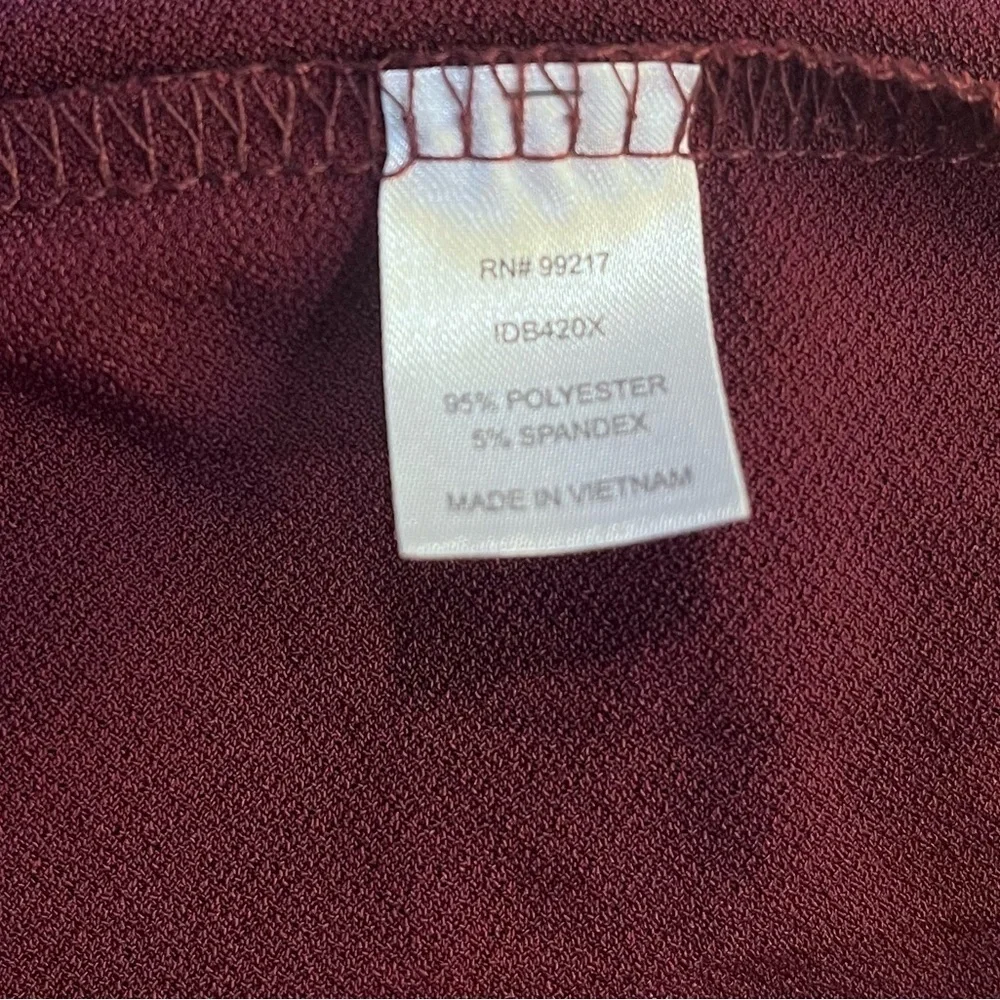 RN# 99217
IDB420X
95% POLYESTER
5% SPANDEX
MADE IN VIETNAM